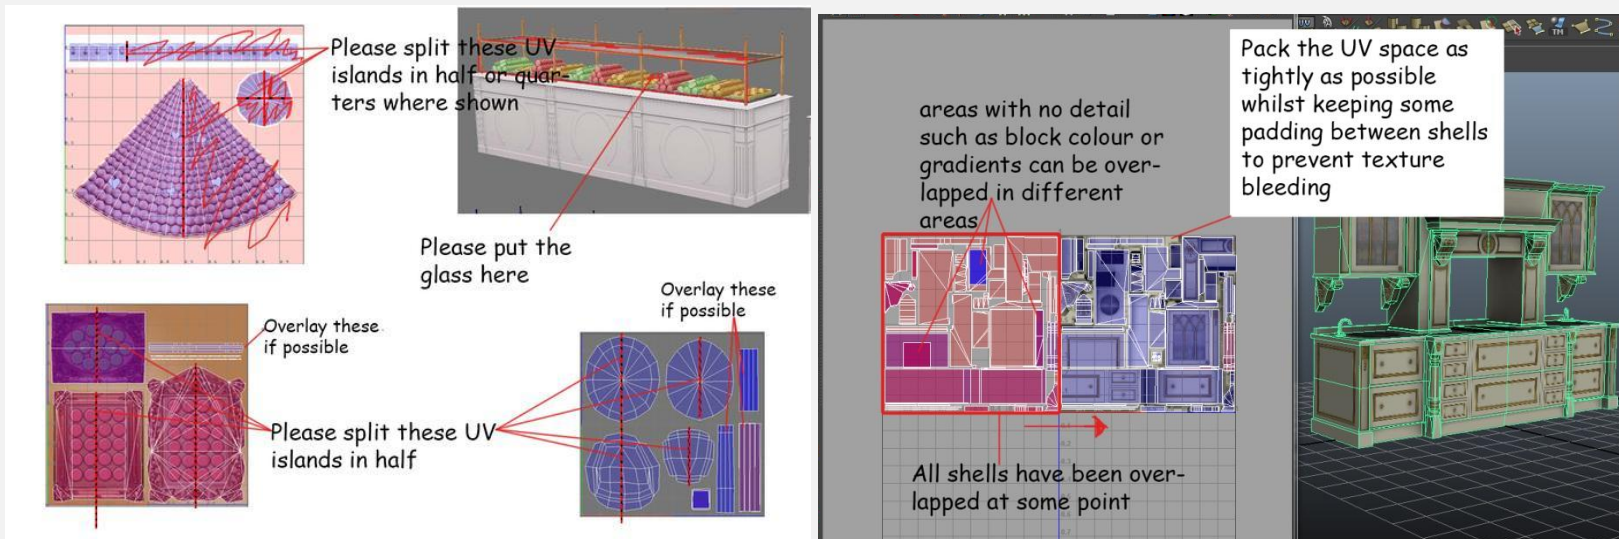 Please split these UV
islands in half or quar-
ters where shown
Please put the
glass here
Overlay these
if possible
Overlay these
if possible
Please split these UV
islands in half
areas with no detail
such as block colour or
gradients can be over-
lapped in different
areas
All shells have been over-
lapped at some point
Pack the UV space as
tightly as possible
whilst keeping some
padding between shells
to prevent texture
bleeding
TM